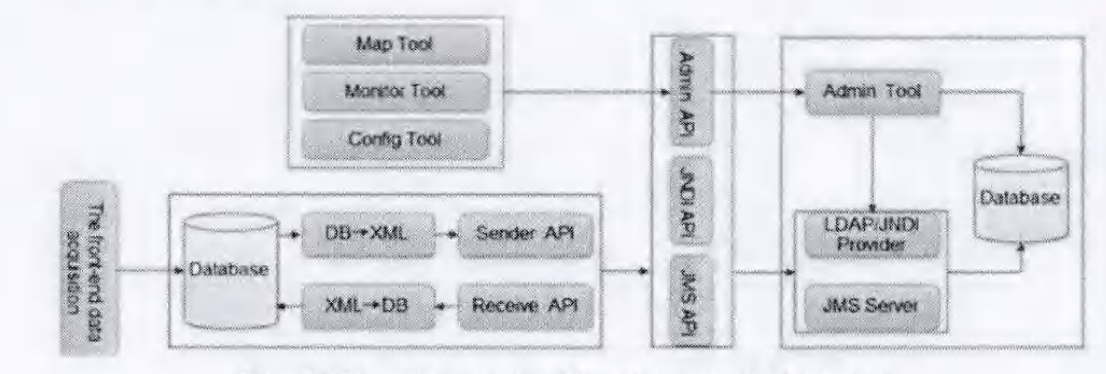 Map Tool
Monitor Tool
Config Tool
Admin API
JNDI API
JMS API
Admin Tool
Database
LDAP/JNDI
Provider
JMS Server
The front-end data
acquisition
Database
DB→XML
Sender API
XML→DB
Receive API